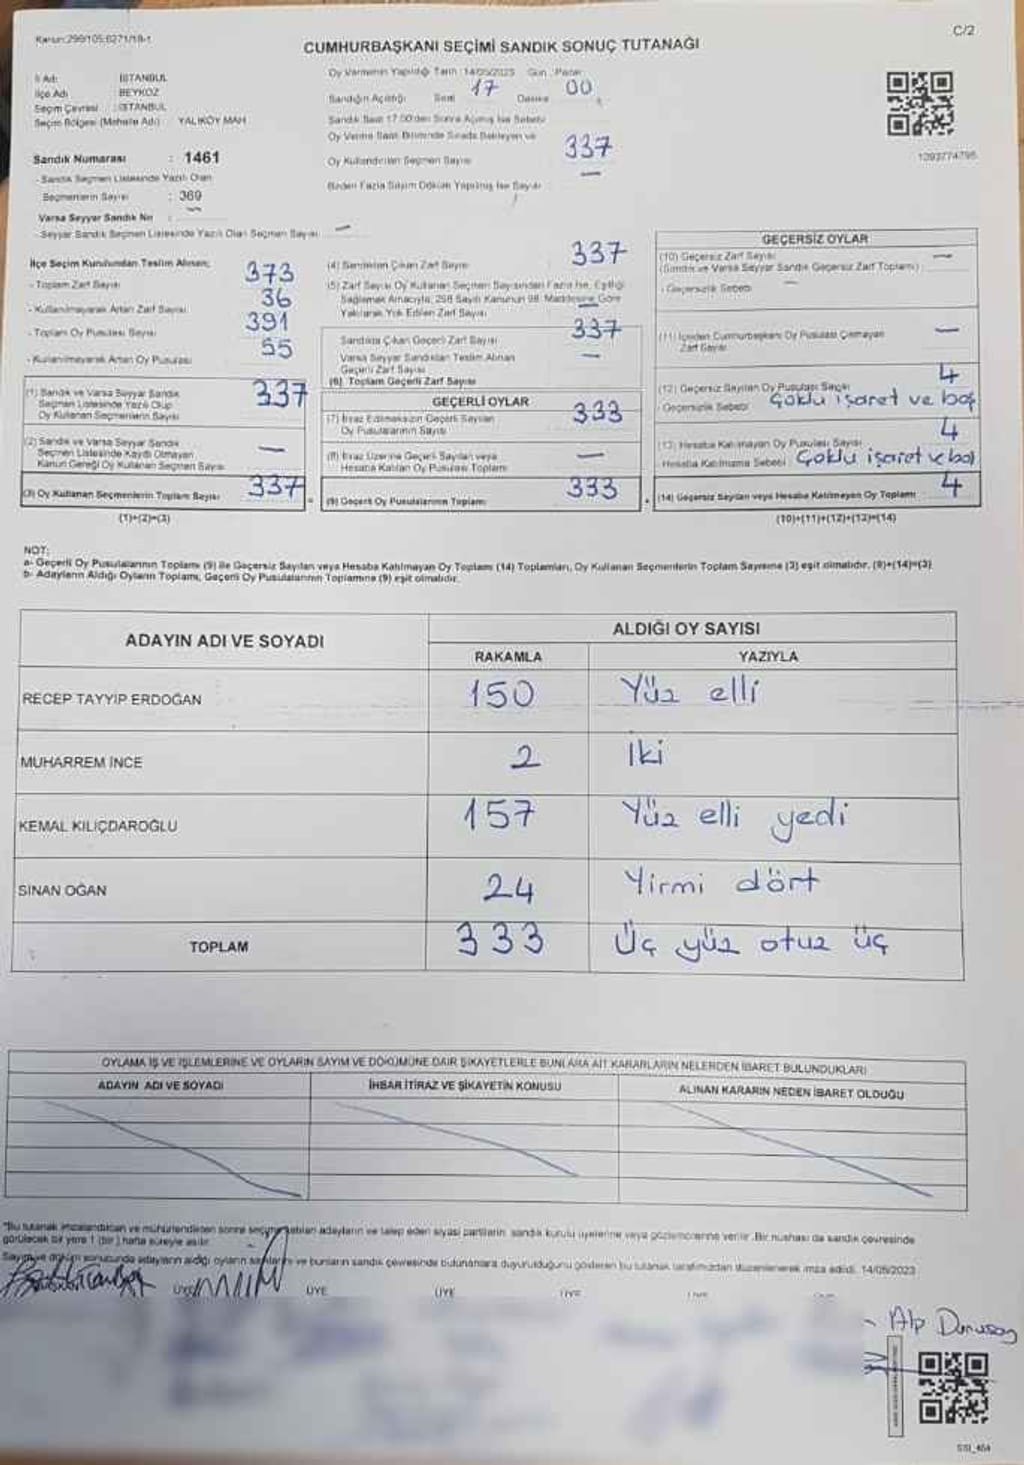 Kanun:298/105;6271/18-1
C/2
CUMHURBAŞKANI SEÇİMİ SANDIK SONUÇ TUTANAĞI
İl Adı : İSTANBUL
İlçe Adı : BEYKOZ
Seçim Çevresi : İSTANBUL
Seçim Bölgesi (Mahalle Adı) : YALIKÖY MAH.
Oy Vermenin Yapıldığı Tarih : 14/05/2023 Gün : Pazar
Sandığın Açıldığı Saat 17 Dakika 00
Sandık Saat 17.00'den Sonra Açılmış İse Sebebi
Oy Verme Saati Bitiminde Sırada Bekleyen ve
Oy Kullandırılan Seçmen Sayısı 337
Birden Fazla Sayım Döküm Yapılmış İse Sayısı —
1093774795
Sandık Numarası : 1461
- Sandık Seçmen Listesinde Yazılı Olan
Seçmenlerin Sayısı : 369
Varsa Seyyar Sandık No : —
- Seyyar Sandık Seçmen Listesinde Yazılı Olan Seçmen Sayısı —
İlçe Seçim Kurulundan Teslim Alınan;
- Toplam Zarf Sayısı 373
- Kullanılmayarak Artan Zarf Sayısı 36
- Toplam Oy Pusulası Sayısı 391
- Kullanılmayarak Artan Oy Pusulası 55
(1) Sandık ve Varsa Seyyar Sandık
Seçmen Listesinde Yazılı Olup
Oy Kullanan Seçmenlerin Sayısı 337
(2) Sandık ve Varsa Seyyar Sandık
Seçmen Listesinde Kaydı Olmayan
Kanun Gereği Oy Kullanan Seçmen Sayısı —
(3) Oy Kullanan Seçmenlerin Toplam Sayısı 337
(1)+(2)=(3)
(4) Sandıktan Çıkan Zarf Sayısı 337
(5) Zarf Sayısı Oy Kullanan Seçmen Sayısından Fazla İse, Eşitliği
Sağlamak Amacıyla, 298 Sayılı Kanunun 98. Maddesine Göre
Yakılarak Yok Edilen Zarf Sayısı —
Sandıkta Çıkan Geçerli Zarf Sayısı 337
Varsa Seyyar Sandıktan Teslim Alınan
Geçerli Zarf Sayısı —
(6) Toplam Geçerli Zarf Sayısı
GEÇERLİ OYLAR
(7) İtiraz Edilmeksizin Geçerli Sayılan
Oy Pusulalarının Sayısı 333
(8) İtiraz Üzerine Geçerli Sayılan veya
Hesaba Katılan Oy Pusulası Toplamı —
(9) Geçerli Oy Pusulalarının Toplamı 333
GEÇERSİZ OYLAR
(10) Geçersiz Zarf Sayısı —
(Sandık ve Varsa Seyyar Sandık Geçersiz Zarf Toplamı)
- Geçersizlik Sebebi —
(11) İçinden Cumhurbaşkanı Oy Pusulası Çıkmayan
Zarf Sayısı —
(12) Geçersiz Sayılan Oy Pusulası Sayısı 4
- Geçersizlik Sebebi Çoklu işaret ve boş
(13) Hesaba Katılmayan Oy Pusulası Sayısı 4
Hesaba Katılmama Sebebi Çoklu işaret ve boş
(14) Geçersiz Sayılan veya Hesaba Katılmayan Oy Toplamı 4
(10)+(11)+(12)+(13)=(14)
NOT:
a- Geçerli Oy Pusulalarının Toplamı (9) ile Geçersiz Sayılan veya Hesaba Katılmayan Oy Toplamı (14) Toplamları, Oy Kullanan Seçmenlerin Toplam Sayısına (3) eşit olmalıdır. (9)+(14)=(3)
b- Adayların Aldığı Oyların Toplamı, Geçerli Oy Pusulalarının Toplamına (9) eşit olmalıdır.
ADAYIN ADI VE SOYADI ALDIĞI OY SAYISI
RAKAMLA YAZIYLA
RECEP TAYYİP ERDOĞAN 150 Yüz elli
MUHARREM İNCE 2 İki
KEMAL KILIÇDAROĞLU 157 Yüz elli yedi
SİNAN OĞAN 24 Yirmi dört
TOPLAM 333 Üç yüz otuz üç
OYLAMA İŞ VE İŞLEMLERİNE VE OYLARIN SAYIM VE DÖKÜMÜNE DAİR ŞİKAYETLERLE BUNLARA AİT KARARLARIN NELERDEN İBARET BULUNDUKLARI
ADAYIN ADI VE SOYADI İHBAR İTİRAZ VE ŞİKAYETİN KONUSU ALINAN KARARIN NEDEN İBARET OLDUĞU
"Bu tutanak imzalandıktan ve mühürlendikten sonra seçime katılan adayların ve talep eden siyasi partilerin sandık kurulu üyelerine veya gözlemcilerine verilir. Bir nüshası da sandık çevresinde
görülecek bir yere 1 (bir) hafta süreyle asılır.
Sayım ve döküm sonucunda adayların aldığı oyların sayılarını ve bunların sandık çevresinde bulunanlara duyurulduğunu gösteren bu tutanak tarafımızdan düzenlenerek imza edildi. 14/05/2023
ÜYE ÜYE ÜYE ÜYE